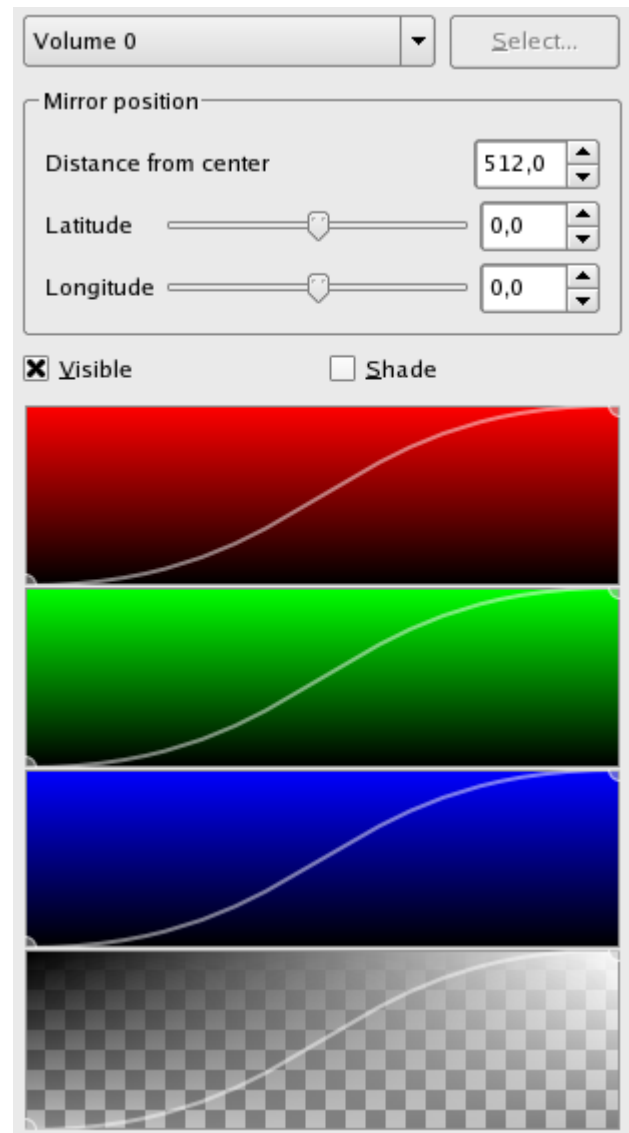 Volume 0 Select...
Mirror position
Distance from center 512,0
Latitude 0,0
Longitude 0,0
Visible Shade